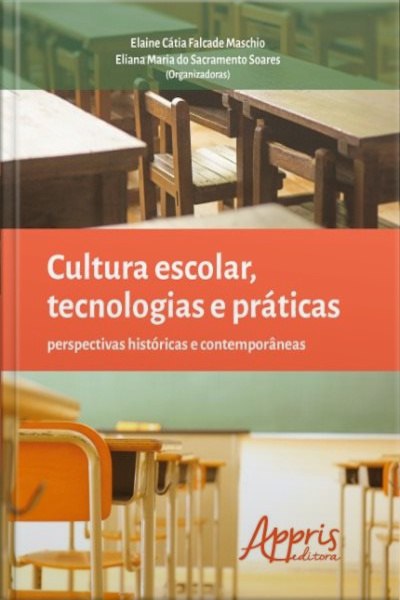 Elaine Cátia Falcade Maschio
Eliana Maria do Sacramento Soares
(Organizadoras)
Cultura escolar,
tecnologias e práticas
perspectivas históricas e contemporâneas
Appris
editora